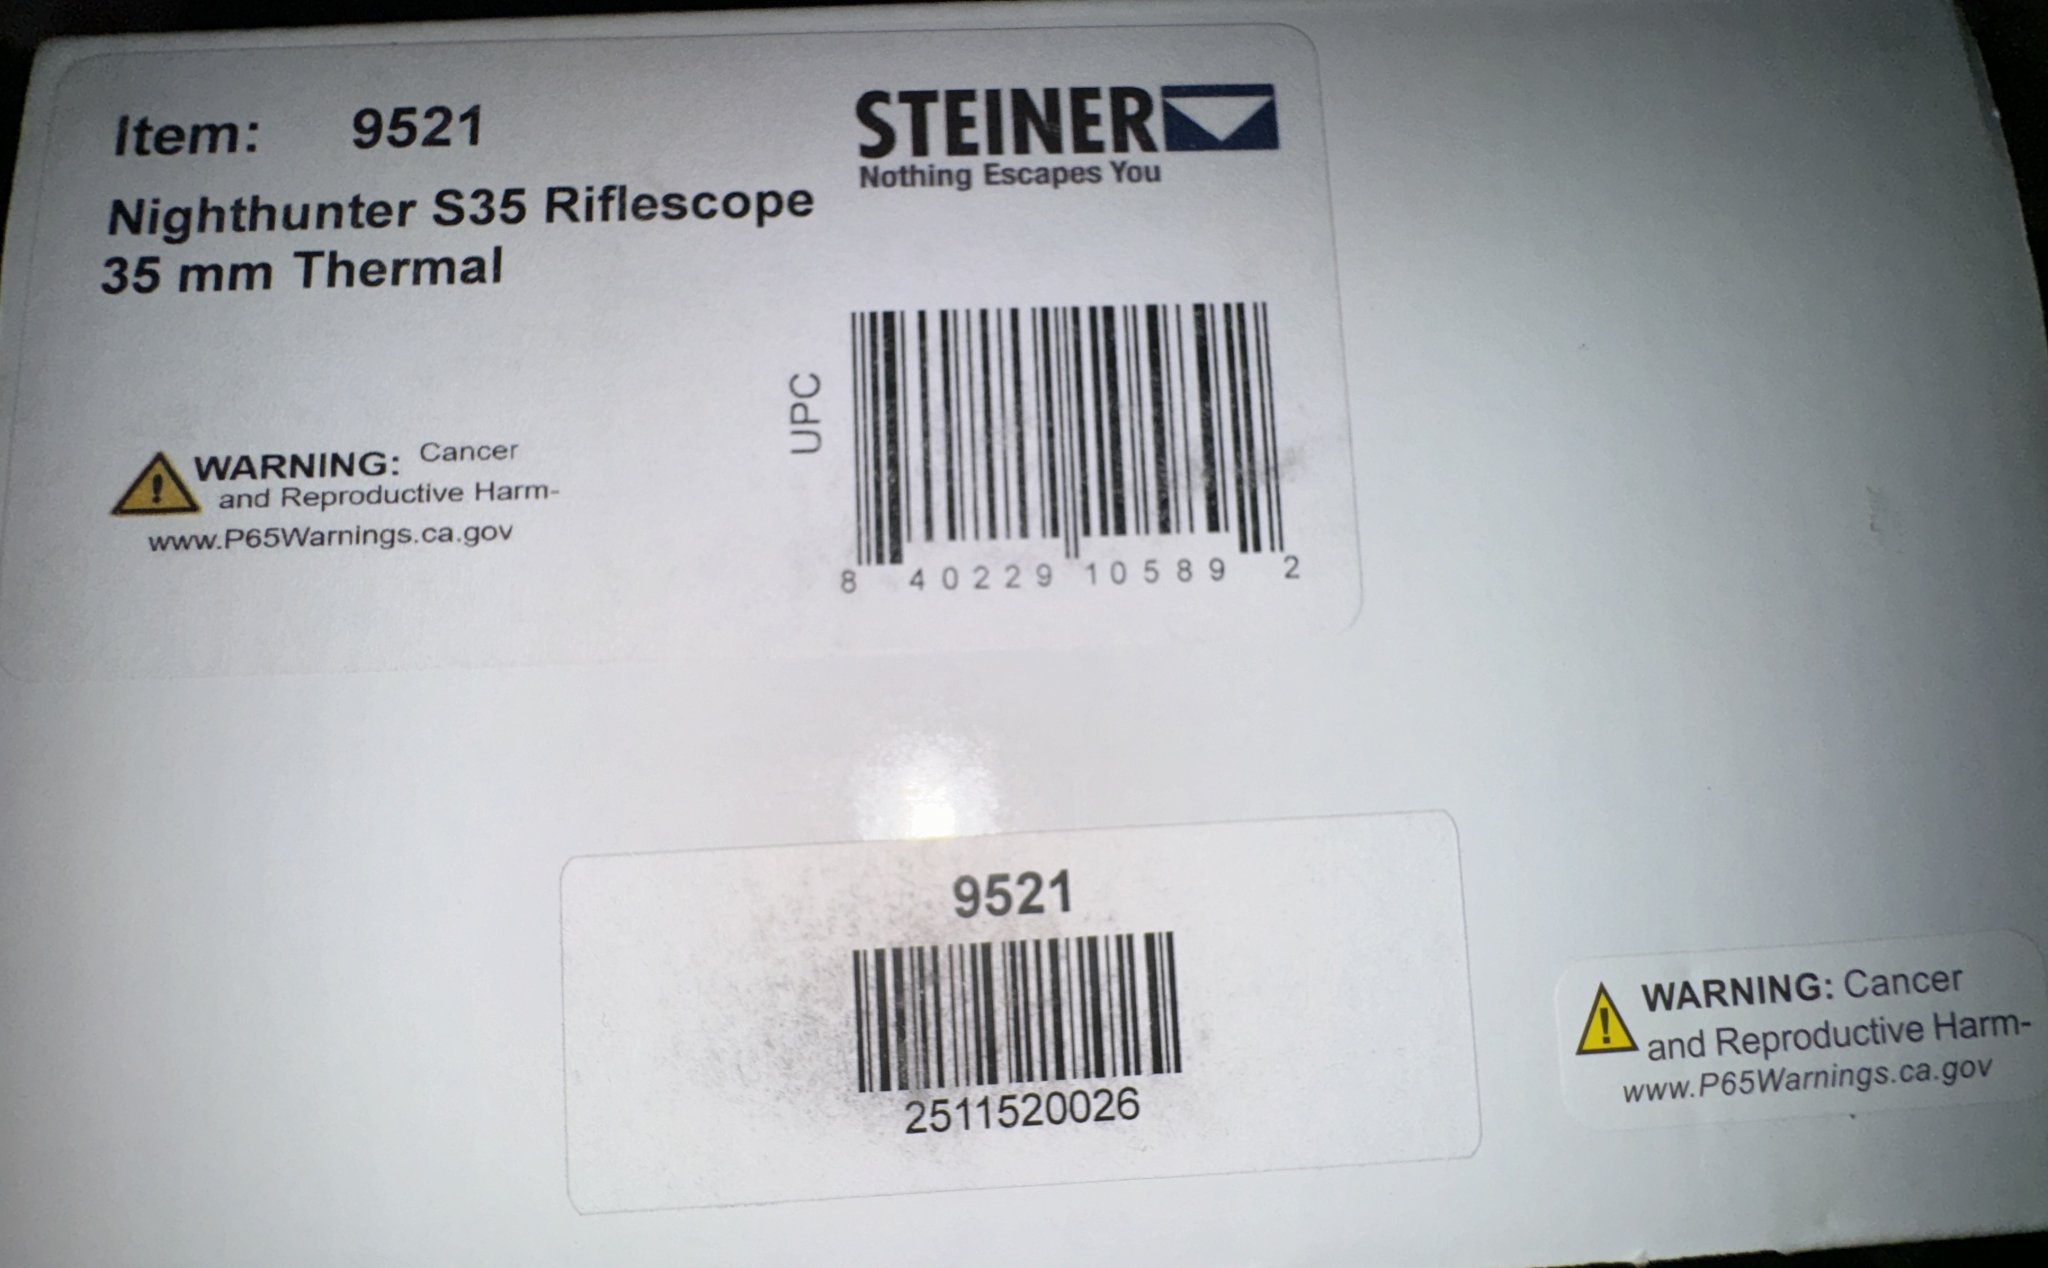 Item: 9521
STEINER
Nothing Escapes You
Nighthunter S35 Riflescope
35 mm Thermal
UPC
8 40229 10589 2
WARNING: Cancer
and Reproductive Harm-
www.P65Warnings.ca.gov
9521
2511520026
WARNING: Cancer
and Reproductive Harm-
www.P65Warnings.ca.gov